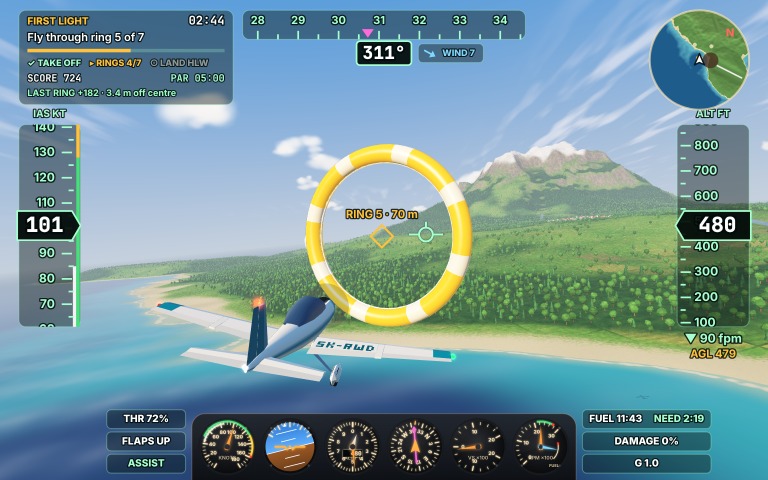 FIRST LIGHT 02:44
Fly through ring 5 of 7
✓ TAKE OFF ▸ RINGS 4/7 ○ LAND HLW
SCORE 724 PAR 05:00
LAST RING +182 · 3.4 m off centre
28 29 30 31 32 33 34
311° WIND 7
N
IAS KT
140
130
120
110
101
90
80
70
ALT FT
800
700
600
480
400
300
200
100
▼ 90 fpm
AGL 479
RING 5 · 70 m
SK-RWD
THR 72%
FLAPS UP
ASSIST
FUEL 11:43 NEED 2:19
DAMAGE 0%
G 1.0